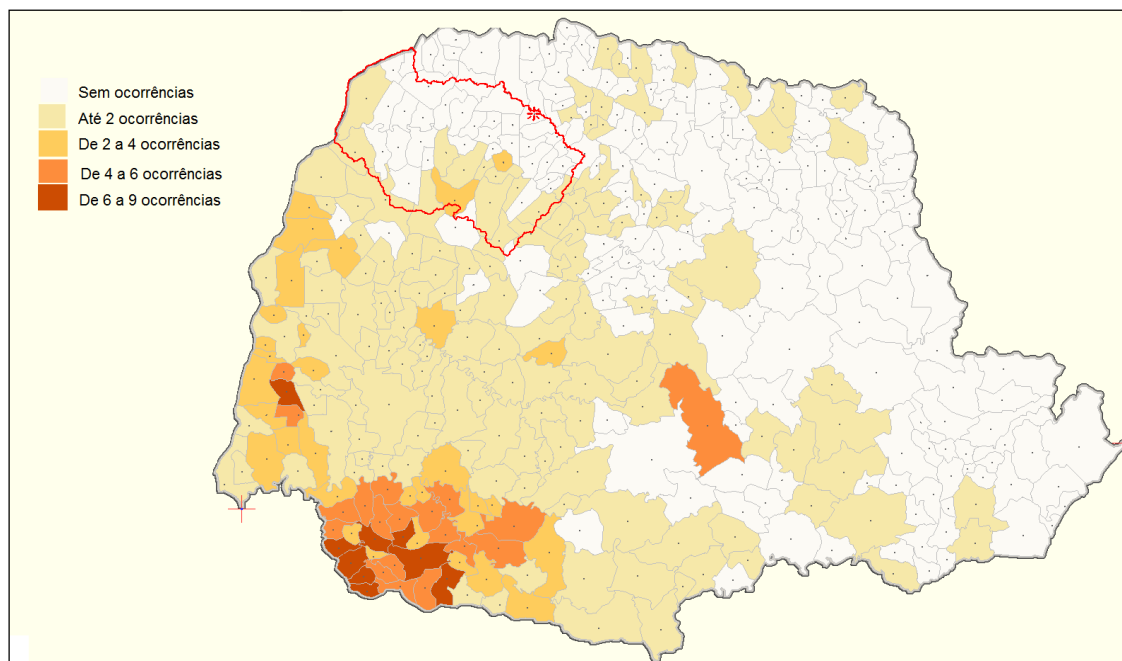 Sem ocorrências
Até 2 ocorrências
De 2 a 4 ocorrências
De 4 a 6 ocorrências
De 6 a 9 ocorrências